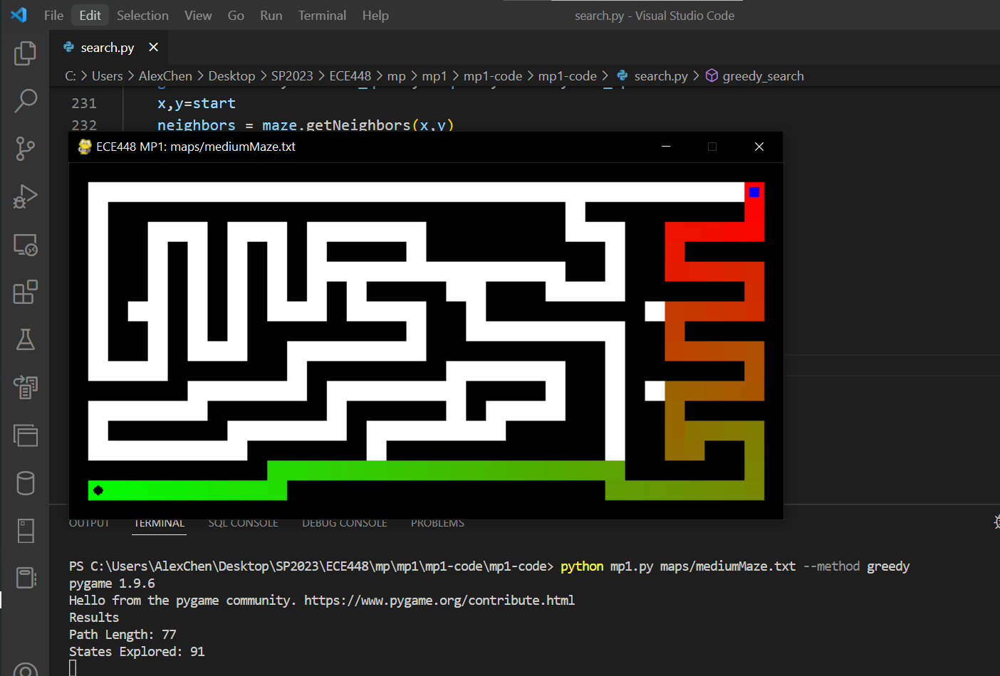 File Edit Selection View Go Run Terminal Help search.py - Visual Studio Code
search.py
C: > Users > AlexChen > Desktop > SP2023 > ECE448 > mp > mp1 > mp1-code > mp1-code > search.py > greedy_search
231 x,y=start
232 neighbors = maze.getNeighbors(x,y)
ECE448 MP1: maps/mediumMaze.txt
OUTPUT TERMINAL SQL CONSOLE DEBUG CONSOLE PROBLEMS
PS C:\Users\AlexChen\Desktop\SP2023\ECE448\mp\mp1\mp1-code\mp1-code> python mp1.py maps/mediumMaze.txt --method greedy
pygame 1.9.6
Hello from the pygame community. https://www.pygame.org/contribute.html
Results
Path Length: 77
States Explored: 91